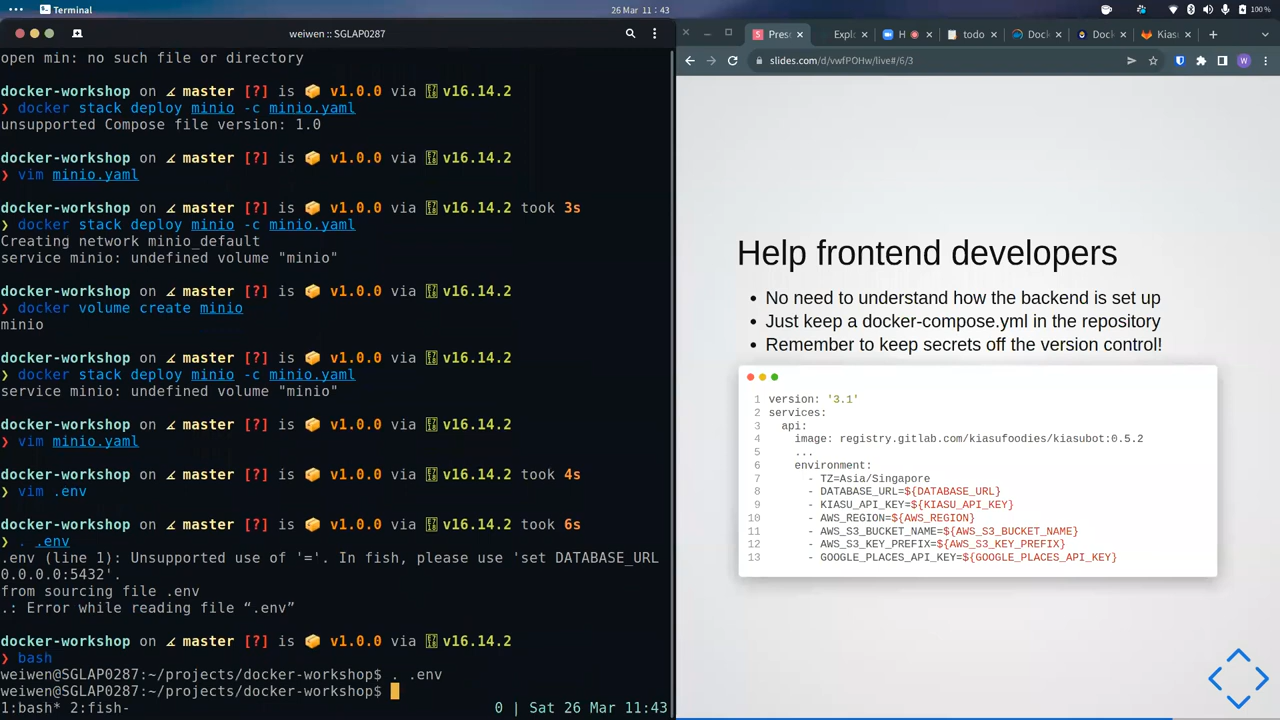 Terminal
26 Mar 11:43
100 %
weiwen :: SGLAP0287
open min: no such file or directory
docker-workshop on master [?] is v1.0.0 via v16.14.2
❯ docker stack deploy minio -c minio.yaml
unsupported Compose file version: 1.0
docker-workshop on master [?] is v1.0.0 via v16.14.2
❯ vim minio.yaml
docker-workshop on master [?] is v1.0.0 via v16.14.2 took 3s
❯ docker stack deploy minio -c minio.yaml
Creating network minio_default
service minio: undefined volume "minio"
docker-workshop on master [?] is v1.0.0 via v16.14.2
❯ docker volume create minio
minio
docker-workshop on master [?] is v1.0.0 via v16.14.2
❯ docker stack deploy minio -c minio.yaml
service minio: undefined volume "minio"
docker-workshop on master [?] is v1.0.0 via v16.14.2
❯ vim minio.yaml
docker-workshop on master [?] is v1.0.0 via v16.14.2 took 4s
❯ vim .env
docker-workshop on master [?] is v1.0.0 via v16.14.2 took 6s
❯ . .env
.env (line 1): Unsupported use of '='. In fish, please use 'set DATABASE_URL
0.0.0.0:5432'.
from sourcing file .env
.: Error while reading file “.env”
docker-workshop on master [?] is v1.0.0 via v16.14.2
❯ bash
weiwen@SGLAP0287:~/projects/docker-workshop$ . .env
weiwen@SGLAP0287:~/projects/docker-workshop$
1:bash* 2:fish-
0 | Sat 26 Mar 11:43
Prese
Explo
H
todo
Dock
Dock
Kiasu
slides.com/d/vwfPOHw/live#/6/3
W
Help frontend developers
• No need to understand how the backend is set up
• Just keep a docker-compose.yml in the repository
• Remember to keep secrets off the version control!
1 version: '3.1'
2 services:
3 api:
4 image: registry.gitlab.com/kiasufoodies/kiasubot:0.5.2
5 ...
6 environment:
7 - TZ=Asia/Singapore
8 - DATABASE_URL=${DATABASE_URL}
9 - KIASU_API_KEY=${KIASU_API_KEY}
10 - AWS_REGION=${AWS_REGION}
11 - AWS_S3_BUCKET_NAME=${AWS_S3_BUCKET_NAME}
12 - AWS_S3_KEY_PREFIX=${AWS_S3_KEY_PREFIX}
13 - GOOGLE_PLACES_API_KEY=${GOOGLE_PLACES_API_KEY}